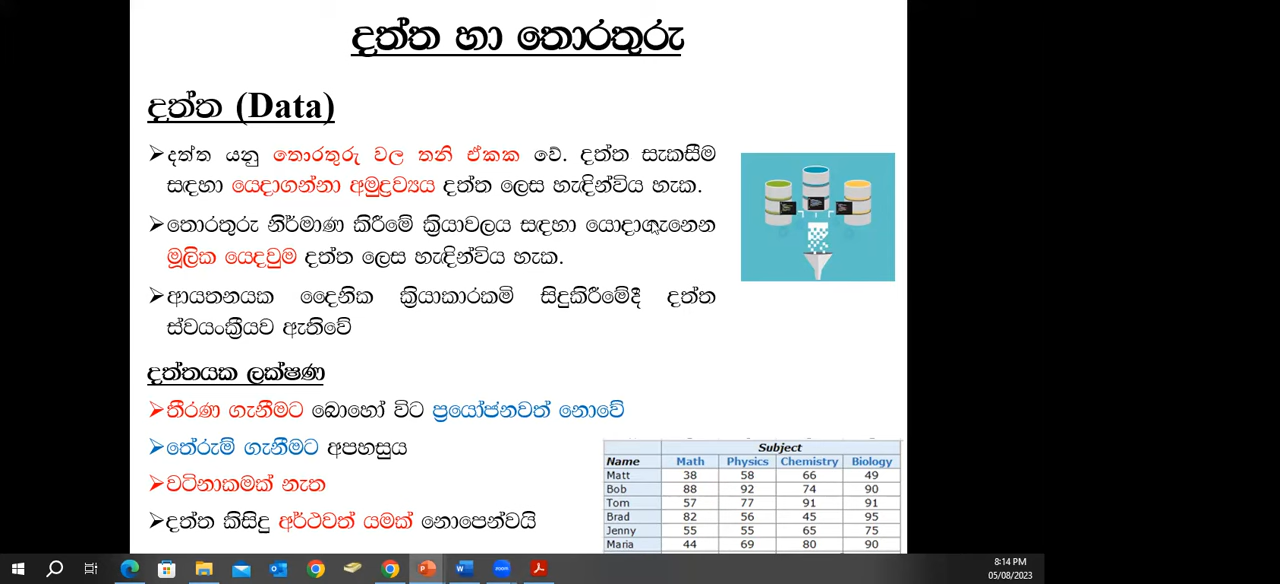 දත්ත හා තොරතුරු
දත්ත (Data)
➢දත්ත යනු තොරතුරු වල තනි ඒකක වේ. දත්ත සැකසීම
සඳහා යෙදාගන්නා අමුද්‍රව්‍යය දත්ත ලෙස හැඳින්විය හැක.
➢තොරතුරු නිර්මාණ කිරීමේ ක්‍රියාවලය සඳහා යොදාගැනෙන
මූලික යෙදවුම දත්ත ලෙස හැඳින්විය හැක.
➢ආයතනයක දෛනික ක්‍රියාකාරකම් සිදුකිරීමේදී දත්ත
ස්වයංක්‍රීයව ඇතිවේ
දත්තයක ලක්ෂණ
➢තීරණ ගැනීමට බොහෝ විට ප්‍රයෝජනවත් නොවේ
➢තේරුම් ගැනීමට අපහසුය
➢වටිනාකමක් නැත
➢දත්ත කිසිදු අර්ථවත් යමක් නොපෙන්වයි
Subject
Name Math Physics Chemistry Biology
Matt 38 58 66 49
Bob 88 92 74 90
Tom 57 77 91 91
Brad 82 56 45 95
Jenny 55 55 65 75
Maria 44 69 80 90
8:14 PM
05/08/2023